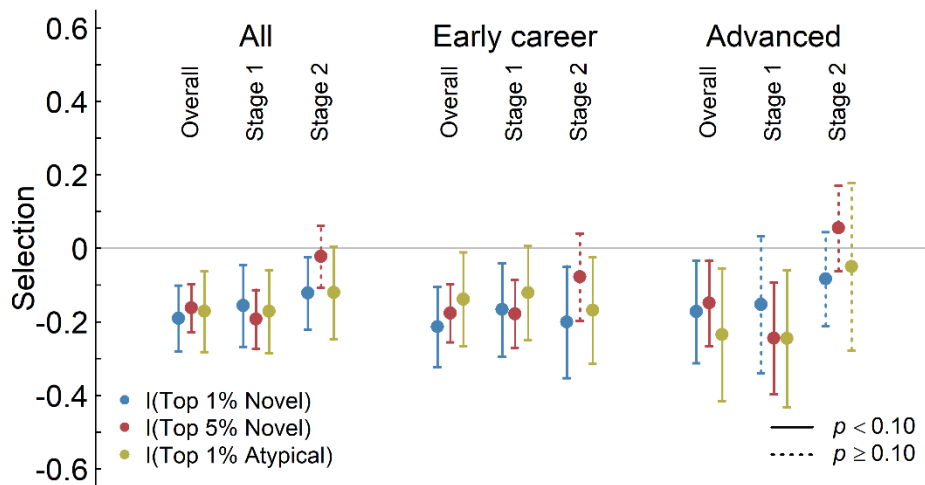 All Early career Advanced
Overall Stage 1 Stage 2 Overall Stage 1 Stage 2 Overall Stage 1 Stage 2
Selection
0.6
0.4
0.2
0
-0.2
-0.4
-0.6
I(Top 1% Novel)
I(Top 5% Novel)
I(Top 1% Atypical)
p < 0.10
p ≥ 0.10